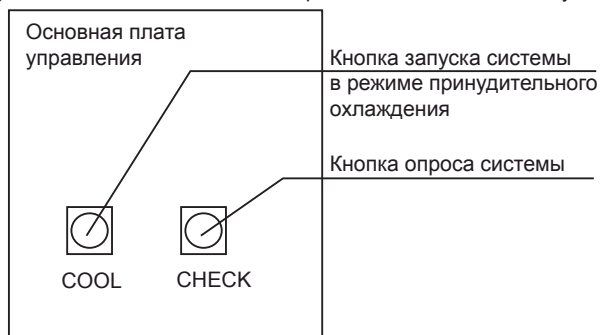 Основная плата
управления
Кнопка запуска системы
в режиме принудительного
охлаждения
Кнопка опроса системы
COOL
CHECK